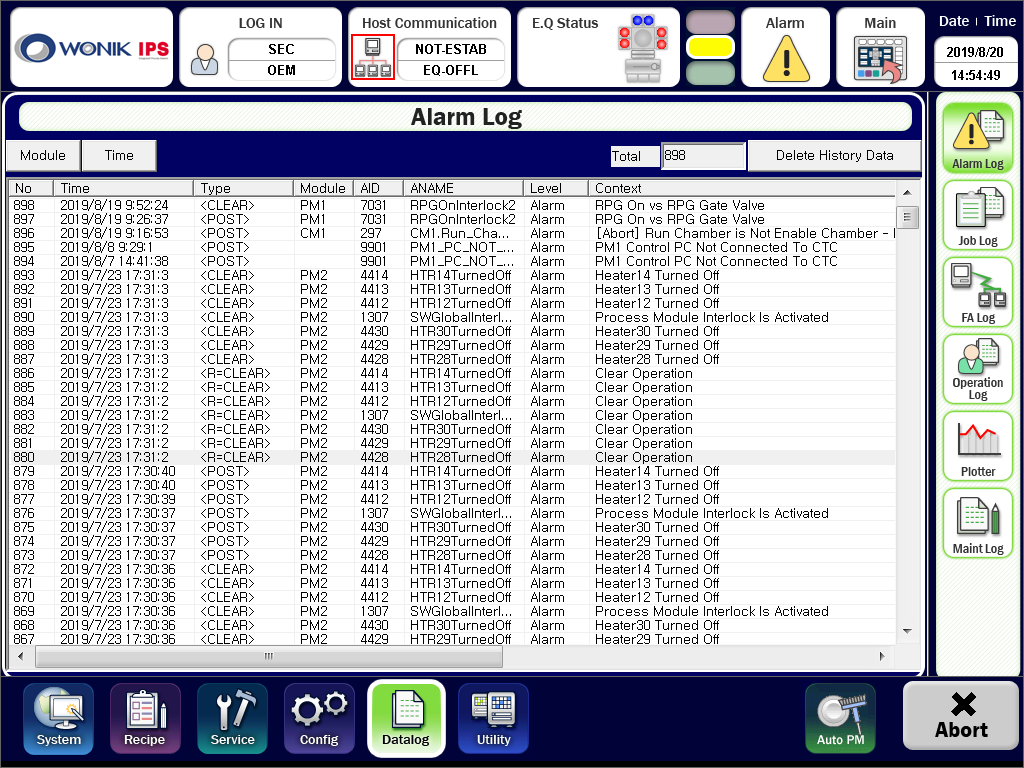 WONIK IPS
LOG IN
SEC
OEM
Host Communication
NOT-ESTAB
EQ-OFFL
E.Q Status
Alarm
Main
Date | Time
2019/8/20
14:54:49
Alarm Log
Module Time Total 898 Delete History Data
No Time Type Module AID ANAME Level Context
898 2019/8/19 9:52:24 <CLEAR> PM1 7031 RPGOnInterlock2 Alarm RPG On vs RPG Gate Valve
897 2019/8/19 9:26:37 <POST> PM1 7031 RPGOnInterlock2 Alarm RPG On vs RPG Gate Valve
896 2019/8/19 9:16:53 <POST> CM1 297 CM1.Run_Cha... Alarm [Abort] Run Chamber is Not Enable Chamber -
895 2019/8/8 9:29:1 <POST> 9901 PM1_PC_NOT_... Alarm PM1 Control PC Not Connected To CTC
894 2019/8/7 14:41:38 <POST> 9901 PM1_PC_NOT_... Alarm PM1 Control PC Not Connected To CTC
893 2019/7/23 17:31:3 <CLEAR> PM2 4414 HTR14TurnedOff Alarm Heater14 Turned Off
892 2019/7/23 17:31:3 <CLEAR> PM2 4413 HTR13TurnedOff Alarm Heater13 Turned Off
891 2019/7/23 17:31:3 <CLEAR> PM2 4412 HTR12TurnedOff Alarm Heater12 Turned Off
890 2019/7/23 17:31:3 <CLEAR> PM2 1307 SWGlobalInterl... Alarm Process Module Interlock Is Activated
889 2019/7/23 17:31:3 <CLEAR> PM2 4430 HTR30TurnedOff Alarm Heater30 Turned Off
888 2019/7/23 17:31:3 <CLEAR> PM2 4429 HTR29TurnedOff Alarm Heater29 Turned Off
887 2019/7/23 17:31:3 <CLEAR> PM2 4428 HTR28TurnedOff Alarm Heater28 Turned Off
886 2019/7/23 17:31:2 <R=CLEAR> PM2 4414 HTR14TurnedOff Alarm Clear Operation
885 2019/7/23 17:31:2 <R=CLEAR> PM2 4413 HTR13TurnedOff Alarm Clear Operation
884 2019/7/23 17:31:2 <R=CLEAR> PM2 4412 HTR12TurnedOff Alarm Clear Operation
883 2019/7/23 17:31:2 <R=CLEAR> PM2 1307 SWGlobalInterl... Alarm Clear Operation
882 2019/7/23 17:31:2 <R=CLEAR> PM2 4430 HTR30TurnedOff Alarm Clear Operation
881 2019/7/23 17:31:2 <R=CLEAR> PM2 4429 HTR29TurnedOff Alarm Clear Operation
880 2019/7/23 17:31:2 <R=CLEAR> PM2 4428 HTR28TurnedOff Alarm Clear Operation
879 2019/7/23 17:30:40 <POST> PM2 4414 HTR14TurnedOff Alarm Heater14 Turned Off
878 2019/7/23 17:30:40 <POST> PM2 4413 HTR13TurnedOff Alarm Heater13 Turned Off
877 2019/7/23 17:30:39 <POST> PM2 4412 HTR12TurnedOff Alarm Heater12 Turned Off
876 2019/7/23 17:30:37 <POST> PM2 1307 SWGlobalInterl... Alarm Process Module Interlock Is Activated
875 2019/7/23 17:30:37 <POST> PM2 4430 HTR30TurnedOff Alarm Heater30 Turned Off
874 2019/7/23 17:30:37 <POST> PM2 4429 HTR29TurnedOff Alarm Heater29 Turned Off
873 2019/7/23 17:30:37 <POST> PM2 4428 HTR28TurnedOff Alarm Heater28 Turned Off
872 2019/7/23 17:30:36 <CLEAR> PM2 4414 HTR14TurnedOff Alarm Heater14 Turned Off
871 2019/7/23 17:30:36 <CLEAR> PM2 4413 HTR13TurnedOff Alarm Heater13 Turned Off
870 2019/7/23 17:30:36 <CLEAR> PM2 4412 HTR12TurnedOff Alarm Heater12 Turned Off
869 2019/7/23 17:30:36 <CLEAR> PM2 1307 SWGlobalInterl... Alarm Process Module Interlock Is Activated
868 2019/7/23 17:30:36 <CLEAR> PM2 4430 HTR30TurnedOff Alarm Heater30 Turned Off
867 2019/7/23 17:30:36 <CLEAR> PM2 4429 HTR29TurnedOff Alarm Heater29 Turned Off
Alarm Log
Job Log
FA Log
Operation
Log
Plotter
Maint Log
System
Recipe
Service
Config
Datalog
Utility
Auto PM
Abort